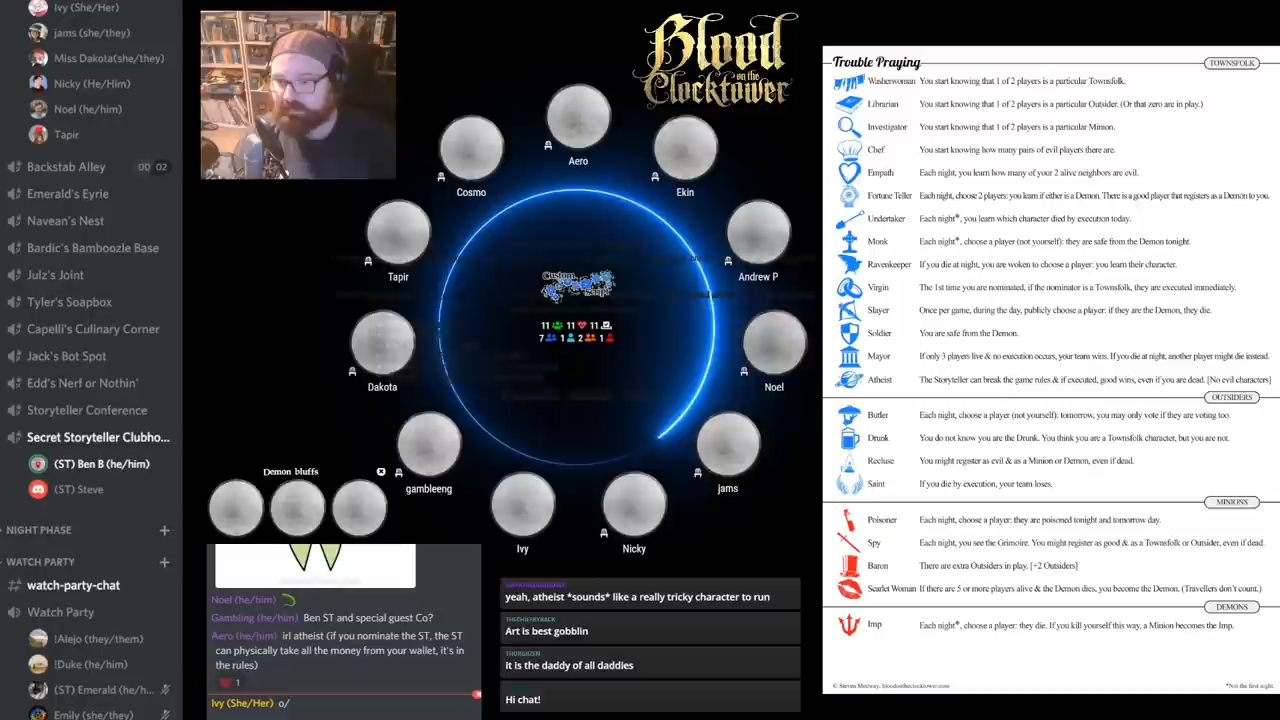 Ivy (She/Her)
jams (she/they)
Dakota(she/they)
Nicky (He/Him)
(he/him)
Tapir
Backstab Alley 00 02
Emerald's Eyrie
Navean's Nest
Bardic's Bamboozle Base
Julz's Joint
Tyler's Soapbox
Capelli's Culinary Corner
Jack's Bot Spot
Edd's Nerf or Nothin'
Storyteller Conference
Secret Storyteller Clubho...
(ST) Ben B (he/him)
(ST) Steve
NIGHT PHASE +
WATCH PARTY +
# watch-party-chat
Watch Party
!Alejo (they/them)
!Duke (he/him)
(ST) Emerald (he/h...
Emily (she/they)
Blood
on the
Clocktower
Aero
Cosmo
Ekin
Tapir
Andrew P
Custom
Script
11 11 11
7 1 2 1
Dakota
Noel
gambleeng
jams
Ivy
Nicky
Demon bluffs
Noel (he/him)
Gambling (he/him) Ben ST and special guest Co?
Aero (he/him) irl atheist (if you nominate the ST, the ST
can physically take all the money from your wallet, it's in
the rules)
1
Ivy (She/Her) o/
yeah, atheist *sounds* like a really tricky character to run
Art is best gobblin
it is the daddy of all daddies
Hi chat!
Trouble Praying
TOWNSFOLK
Washerwoman You start knowing that 1 of 2 players is a particular Townsfolk.
Librarian You start knowing that 1 of 2 players is a particular Outsider. (Or that zero are in play.)
Investigator You start knowing that 1 of 2 players is a particular Minion.
Chef You start knowing how many pairs of evil players there are.
Empath Each night, you learn how many of your 2 alive neighbors are evil.
Fortune Teller Each night, choose 2 players: you learn if either is a Demon. There is a good player that registers as a Demon to you.
Undertaker Each night*, you learn which character died by execution today.
Monk Each night*, choose a player (not yourself): they are safe from the Demon tonight.
Ravenkeeper If you die at night, you are woken to choose a player: you learn their character.
Virgin The 1st time you are nominated, if the nominator is a Townsfolk, they are executed immediately.
Slayer Once per game, during the day, publicly choose a player: if they are the Demon, they die.
Soldier You are safe from the Demon.
Mayor If only 3 players live & no execution occurs, your team wins. If you die at night, another player might die instead.
Atheist The Storyteller can break the game rules & if executed, good wins, even if you are dead. [No evil characters]
OUTSIDERS
Butler Each night, choose a player (not yourself): tomorrow, you may only vote if they are voting too.
Drunk You do not know you are the Drunk. You think you are a Townsfolk character, but you are not.
Recluse You might register as evil & as a Minion or Demon, even if dead.
Saint If you die by execution, your team loses.
MINIONS
Poisoner Each night, choose a player: they are poisoned tonight and tomorrow day.
Spy Each night, you see the Grimoire. You might register as good & as a Townsfolk or Outsider, even if dead.
Baron There are extra Outsiders in play. [+2 Outsiders]
Scarlet Woman If there are 5 or more players alive & the Demon dies, you become the Demon. (Travellers don't count.)
DEMONS
Imp Each night*, choose a player: they die. If you kill yourself this way, a Minion becomes the Imp.
© Steven Medway, bloodontheclocktower.com
*Not the first night.